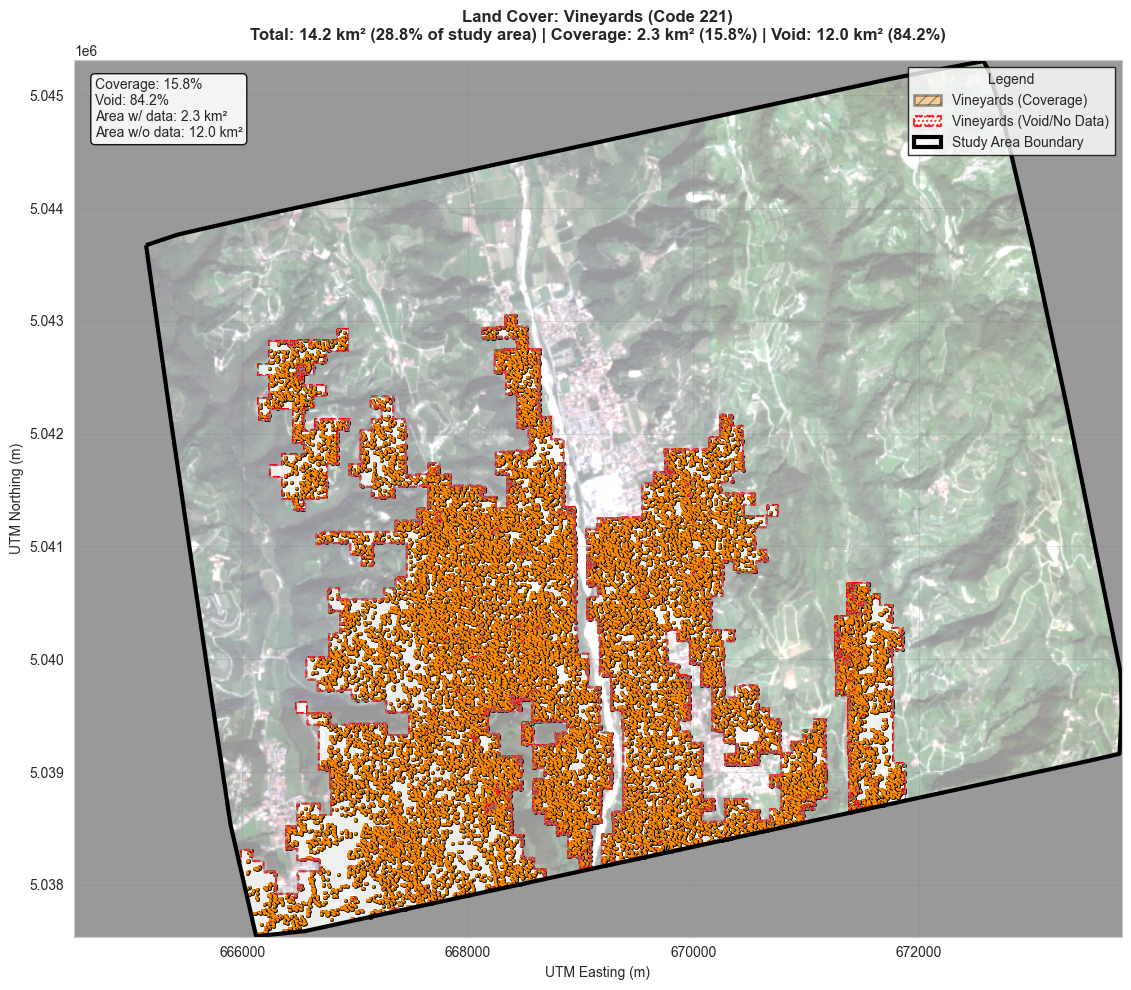 Land Cover: Vineyards (Code 221)
Total: 14.2 km² (28.8% of study area) | Coverage: 2.3 km² (15.8%) | Void: 12.0 km² (84.2%)
1e6
Coverage: 15.8%
Void: 84.2%
Area w/ data: 2.3 km²
Area w/o data: 12.0 km²
Legend
Vineyards (Coverage)
Vineyards (Void/No Data)
Study Area Boundary
5.045
5.044
5.043
5.042
5.041
5.040
5.039
5.038
UTM Northing (m)
666000
668000
670000
672000
UTM Easting (m)